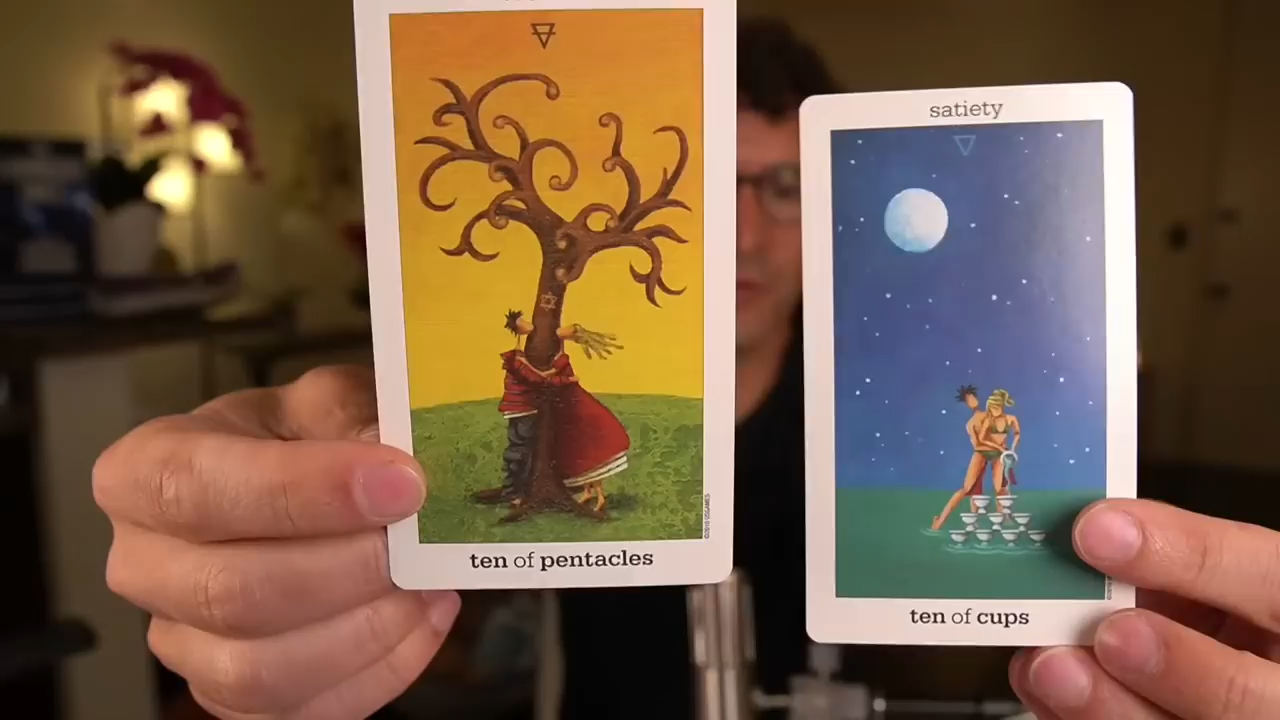 ten of pentacles
satiety
ten of cups